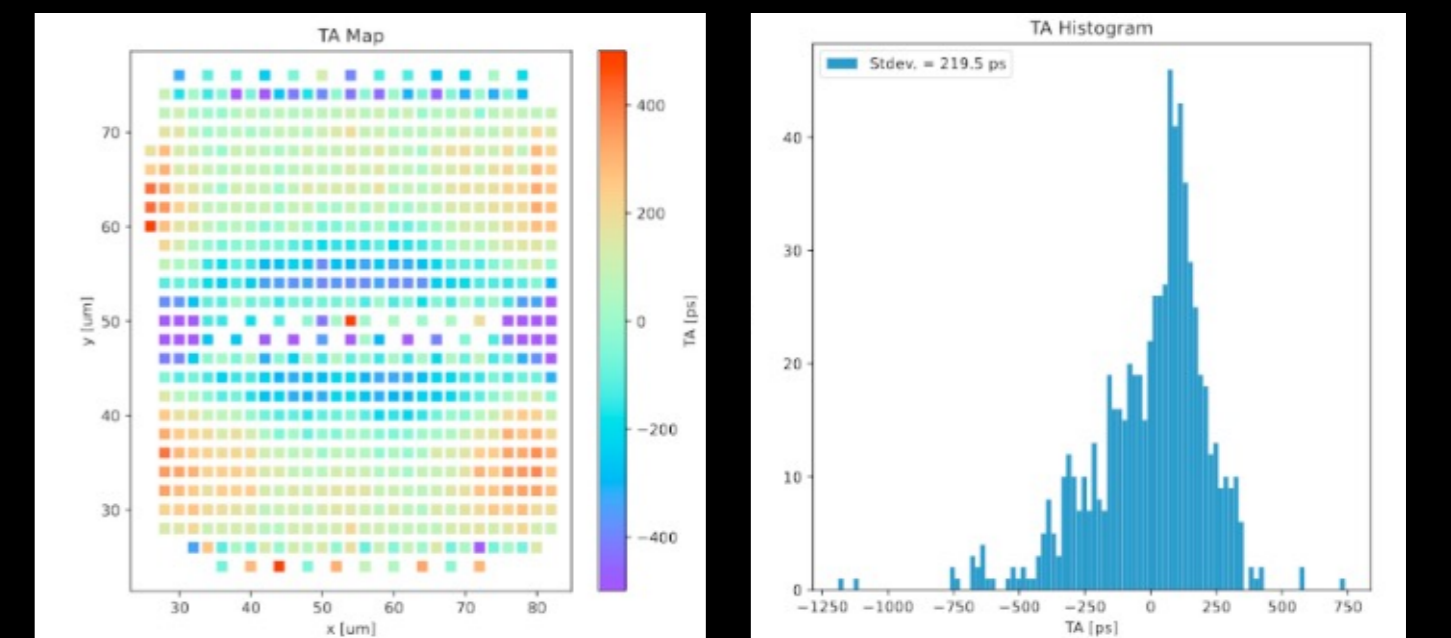 TA Map
70
60
50
40
30
y [um]
30 40 50 60 70 80
x [um]
400
200
0
−200
−400
TA [ps]
TA Histogram
Stdev. = 219.5 ps
40
30
20
10
0
−1250 −1000 −750 −500 −250 0 250 500 750
TA [ps]